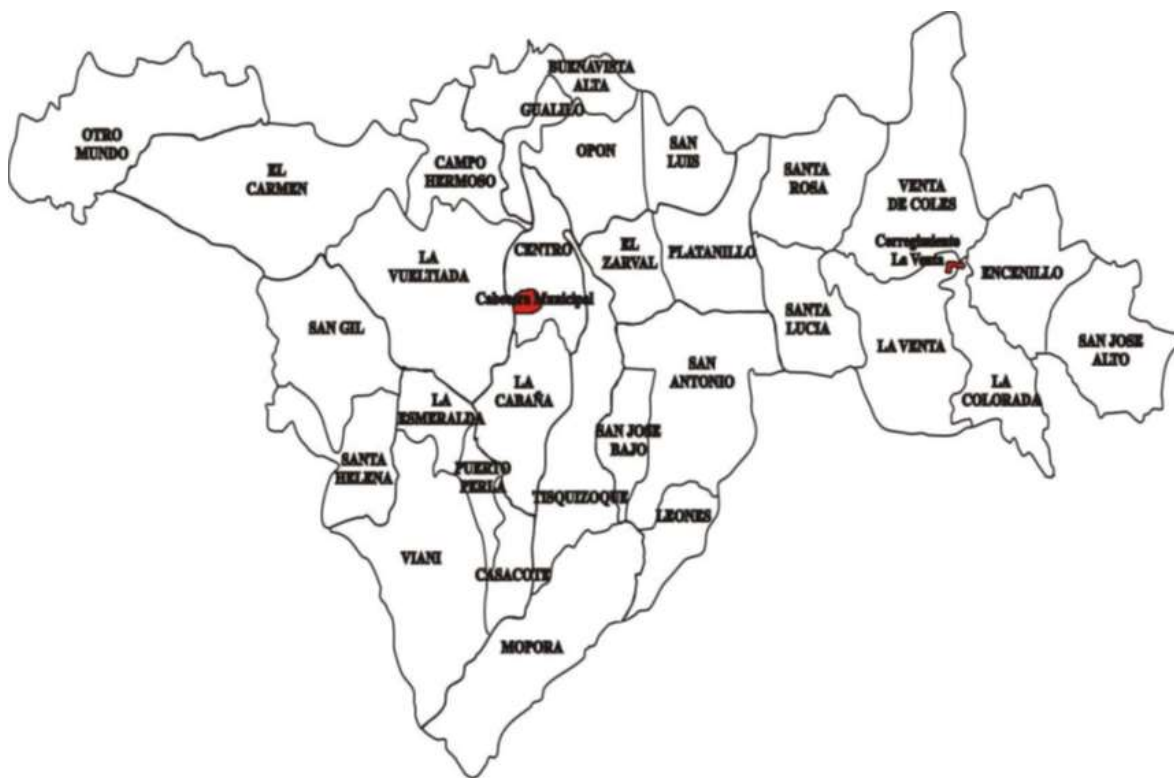 BUENAVISTA
ALTA
GUALILO
OTRO
MUNDO
EL
CARMEN
CAMPO
HERMOSO
OPON
SAN
LUIS
SANTA
ROSA
VENTA
DE COLES
Corregimiento
La Venta
LA
VUELTIADA
CENTRO
EL
ZARVAL
PLATANILLO
ENCENILLO
Cabecera Municipal
SAN GIL
SANTA
LUCIA
LA VENTA
SAN JOSE
ALTO
LA
CABAÑA
SAN
ANTONIO
LA
COLORADA
LA
ESMERALDA
SAN JOSE
BAJO
SANTA
HELENA
PUERTO
PERLA
TISQUIZOQUE
LEONES
VIANI
CASACOTE
MOPORA